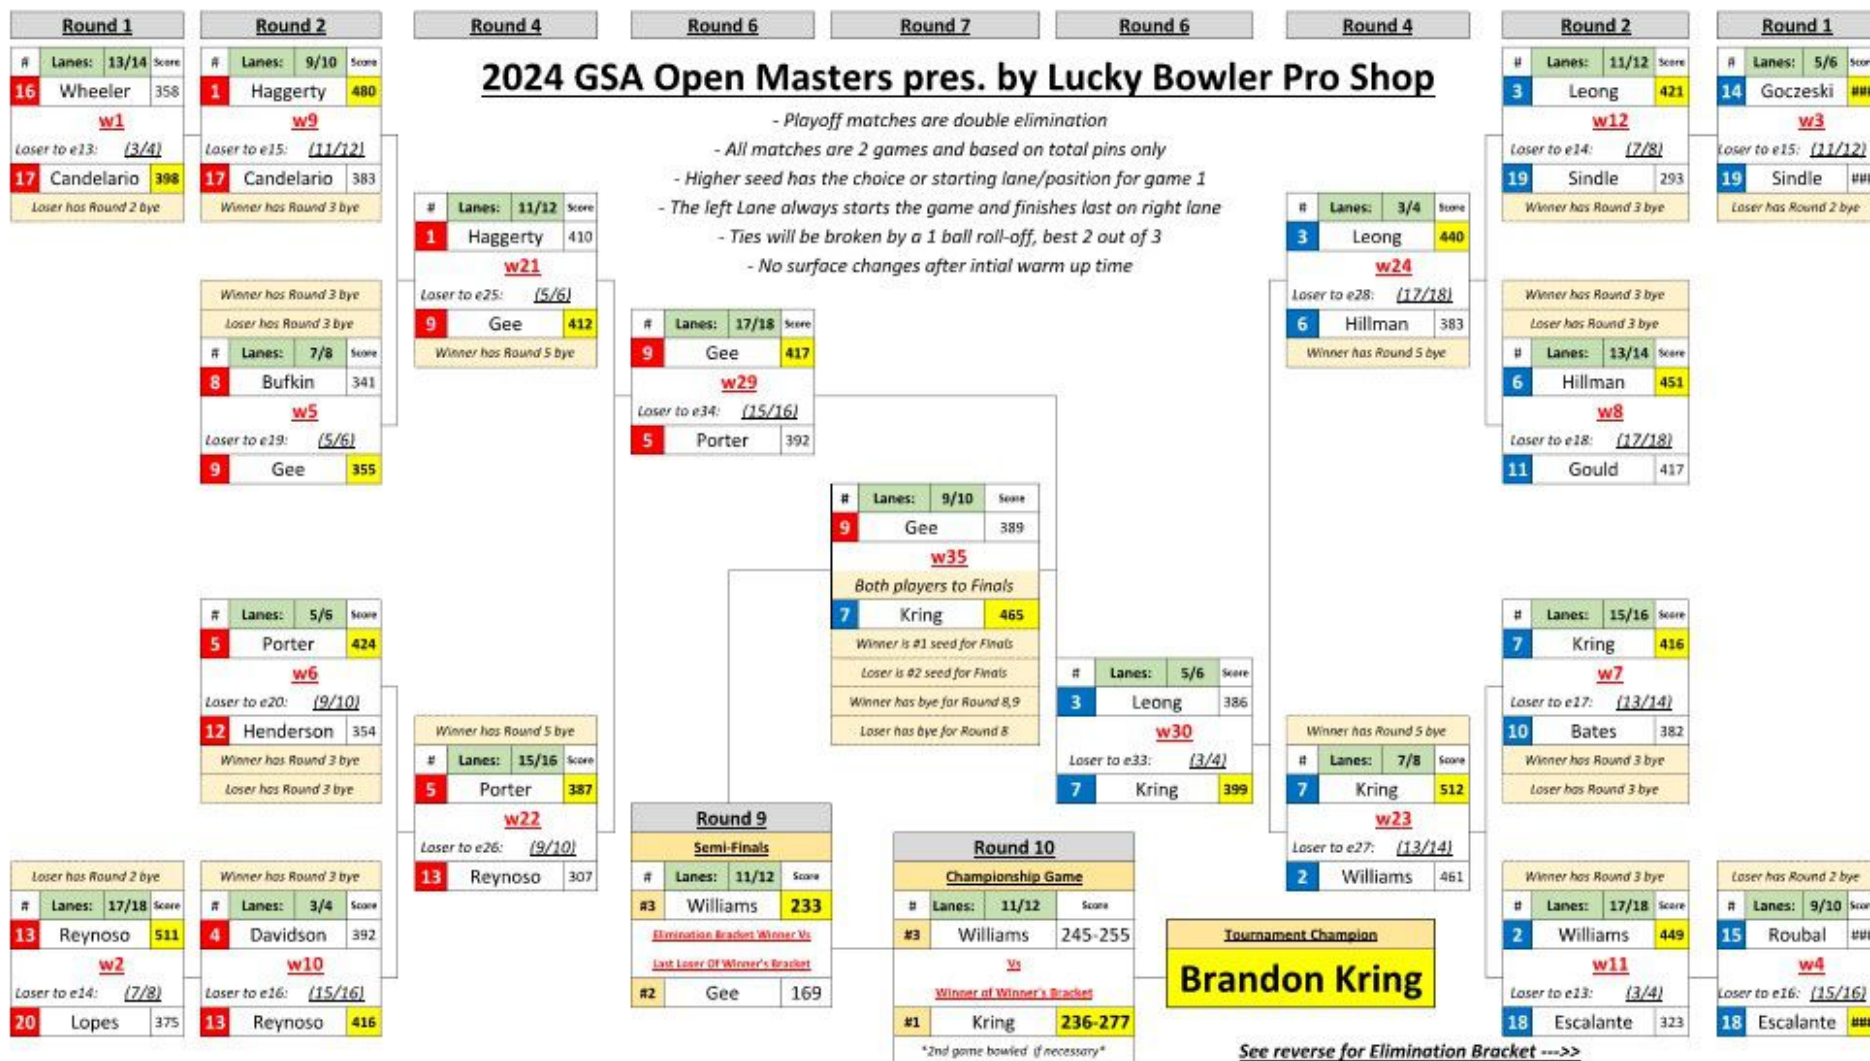 Round 1
Round 2
Round 4
Round 6
Round 7
Round 6
Round 4
Round 2
Round 1
2024 GSA Open Masters pres. by Lucky Bowler Pro Shop
- Playoff matches are double elimination
- All matches are 2 games and based on total pins only
- Higher seed has the choice or starting lane/position for game 1
- The left Lane always starts the game and finishes last on right lane
- Ties will be broken by a 1 ball roll-off, best 2 out of 3
- No surface changes after intial warm up time
# Lanes: 13/14 Score
16 Wheeler 358
w1
Loser to e13: (3/4)
17 Candelario 398
Loser has Round 2 bye
Loser has Round 2 bye
# Lanes: 17/18 Score
13 Reynoso 511
w2
Loser to e14: (7/8)
20 Lopes 375
# Lanes: 9/10 Score
1 Haggerty 480
w9
Loser to e15: (11/12)
17 Candelario 383
Winner has Round 3 bye
Winner has Round 3 bye
Loser has Round 3 bye
# Lanes: 7/8 Score
8 Bufkin 341
w5
Loser to e19: (5/6)
9 Gee 355
# Lanes: 5/6 Score
5 Porter 424
w6
Loser to e20: (9/10)
12 Henderson 354
Winner has Round 3 bye
Loser has Round 3 bye
Winner has Round 3 bye
# Lanes: 3/4 Score
4 Davidson 392
w10
Loser to e16: (15/16)
13 Reynoso 416
# Lanes: 11/12 Score
1 Haggerty 410
w21
Loser to e25: (5/6)
9 Gee 412
Winner has Round 5 bye
Winner has Round 5 bye
# Lanes: 15/16 Score
5 Porter 387
w22
Loser to e26: (9/10)
13 Reynoso 307
# Lanes: 17/18 Score
9 Gee 417
w29
Loser to e34: (15/16)
5 Porter 392
# Lanes: 9/10 Score
9 Gee 389
w35
Both players to Finals
7 Kring 465
Winner is #1 seed for Finals
Loser is #2 seed for Finals
Winner has bye for Round 8,9
Loser has bye for Round 8
# Lanes: 5/6 Score
3 Leong 386
w30
Loser to e33: (3/4)
7 Kring 399
# Lanes: 3/4 Score
3 Leong 440
w24
Loser to e28: (17/18)
6 Hillman 383
Winner has Round 5 bye
Winner has Round 5 bye
# Lanes: 7/8 Score
7 Kring 512
w23
Loser to e27: (13/14)
2 Williams 461
# Lanes: 11/12 Score
3 Leong 421
w12
Loser to e14: (7/8)
19 Sindle 293
Winner has Round 3 bye
Winner has Round 3 bye
Loser has Round 3 bye
# Lanes: 13/14 Score
6 Hillman 451
w8
Loser to e18: (17/18)
11 Gould 417
# Lanes: 15/16 Score
7 Kring 416
w7
Loser to e17: (13/14)
10 Bates 382
Winner has Round 3 bye
Loser has Round 3 bye
Winner has Round 3 bye
# Lanes: 17/18 Score
2 Williams 449
w11
Loser to e13: (3/4)
18 Escalante 323
# Lanes: 5/6 Scor
14 Goczeski ###
w3
Loser to e15: (11/12)
19 Sindle ###
Loser has Round 2 bye
Loser has Round 2 bye
# Lanes: 9/10 Scor
15 Roubal ###
w4
Loser to e16: (15/16)
18 Escalante ###
Round 9
Semi-Finals
# Lanes: 11/12 Score
#3 Williams 233
Elimination Bracket Winner Vs
Last Loser Of Winner's Bracket
#2 Gee 169
Round 10
Championship Game
# Lanes: 11/12 Score
#3 Williams 245-255
Vs
Winner of Winner's Bracket
#1 Kring 236-277
*2nd game bowled if necessary*
Tournament Champion
Brandon Kring
See reverse for Elimination Bracket --->>